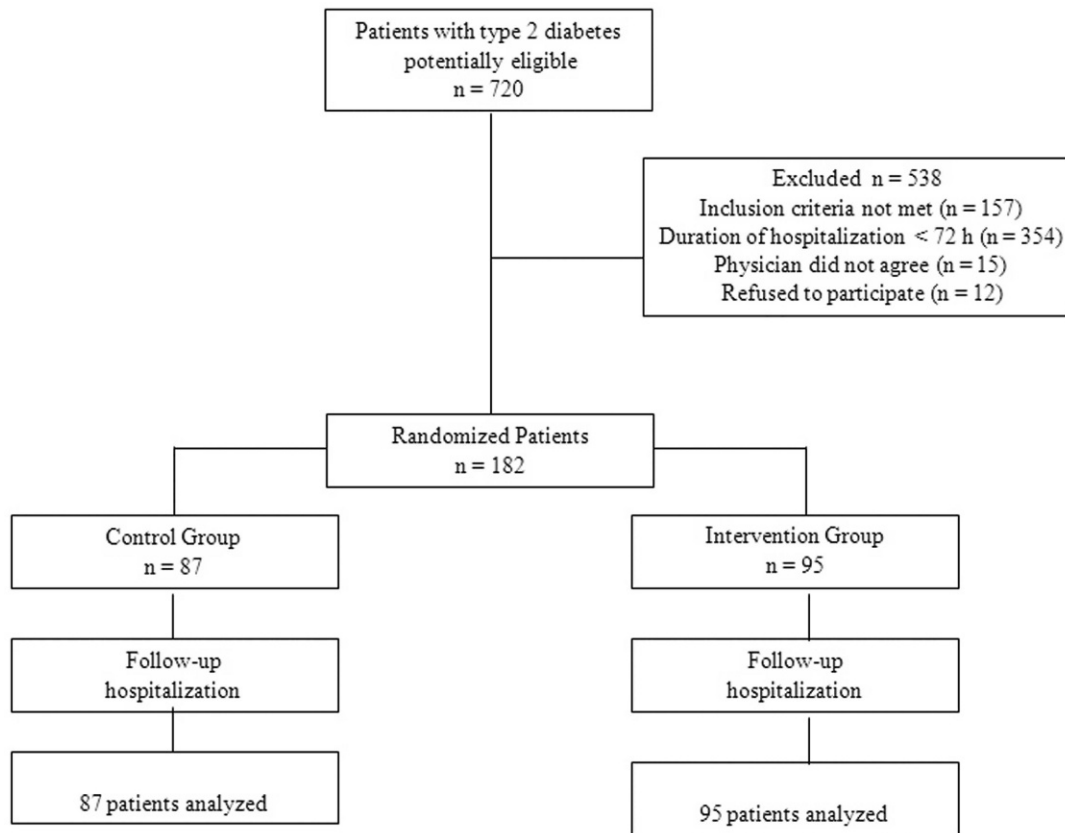 Patients with type 2 diabetes
potentially eligible
n = 720
Excluded n = 538
Inclusion criteria not met (n = 157)
Duration of hospitalization < 72 h (n = 354)
Physician did not agree (n = 15)
Refused to participate (n = 12)
Randomized Patients
n = 182
Control Group
n = 87
Intervention Group
n = 95
Follow-up
hospitalization
Follow-up
hospitalization
87 patients analyzed
95 patients analyzed